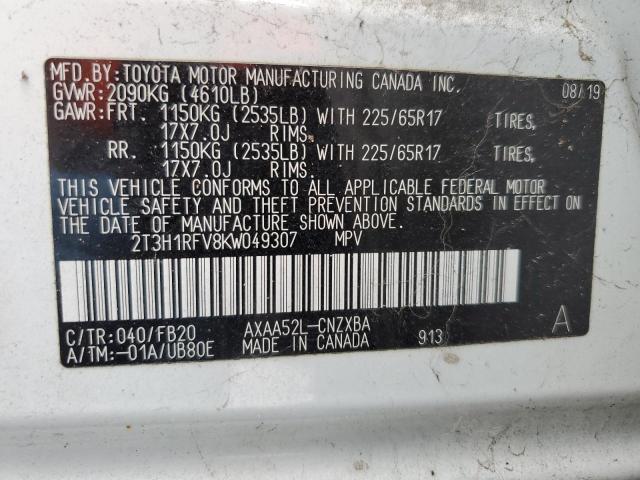 MFD.BY:TOYOTA MOTOR MANUFACTURING CANADA INC.
GVWR:2090KG (4610LB) 08/19
GAWR:FRT. 1150KG (2535LB) WITH 225/65R17 TIRES,
17X7.0J RIMS.
RR. 1150KG (2535LB) WITH 225/65R17 TIRES,
17X7.0J RIMS.
THIS VEHICLE CONFORMS TO ALL APPLICABLE FEDERAL MOTOR
VEHICLE SAFETY AND THEFT PREVENTION STANDARDS IN EFFECT ON
THE DATE OF MANUFACTURE SHOWN ABOVE.
2T3H1RFV8KW049307 MPV
C/TR:040/FB20 AXAA52L-CNZXBA A
A/TM:-01A/UB80E MADE IN CANADA 913